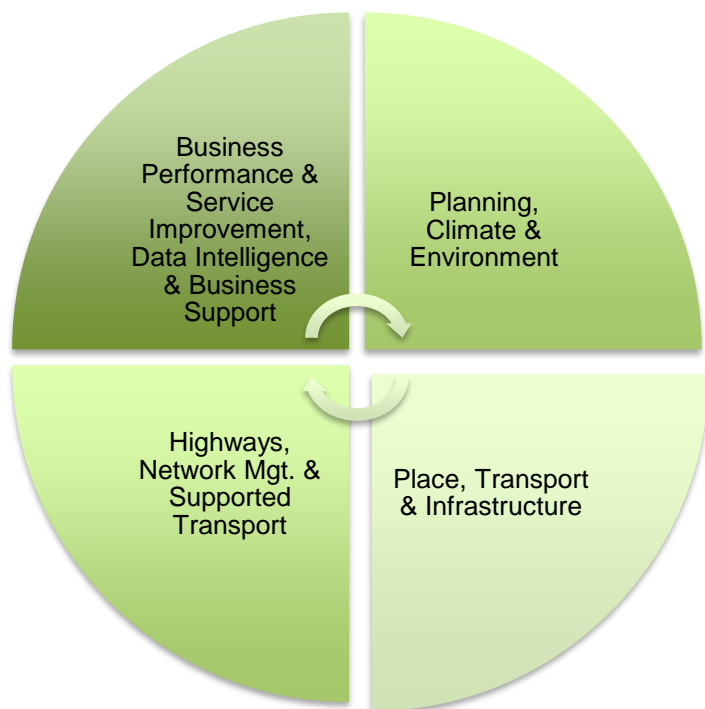 Business
Performance &
Service
Improvement,
Data Intelligence
& Business
Support
Planning,
Climate &
Environment
Highways,
Network Mgt. &
Supported
Transport
Place, Transport
& Infrastructure